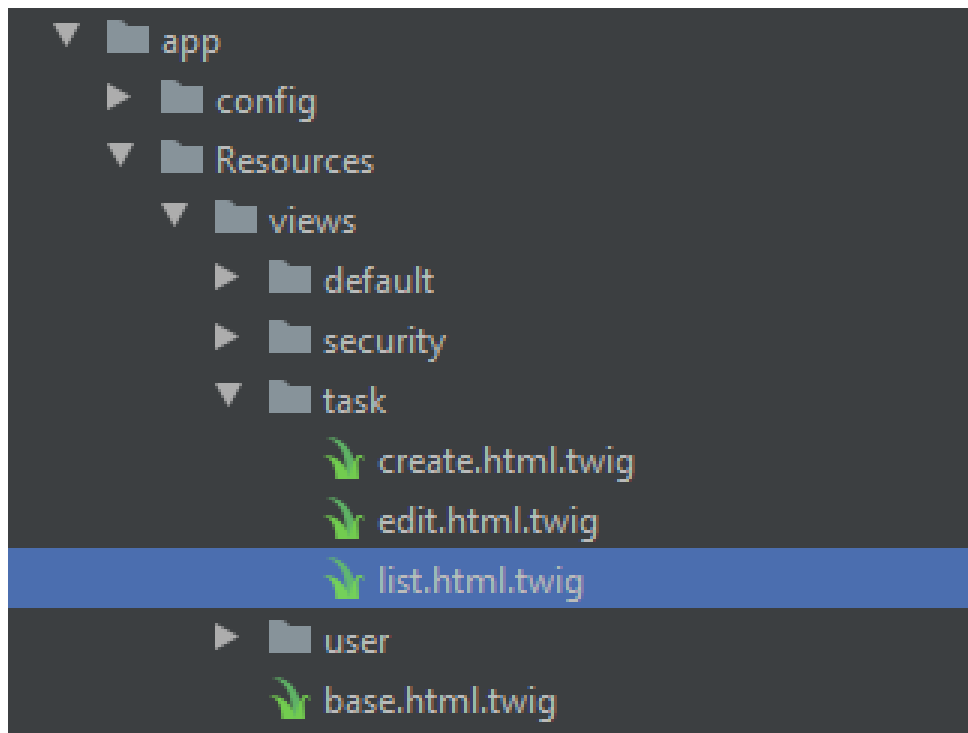 app
config
Resources
views
default
security
task
create.html.twig
edit.html.twig
list.html.twig
user
base.html.twig